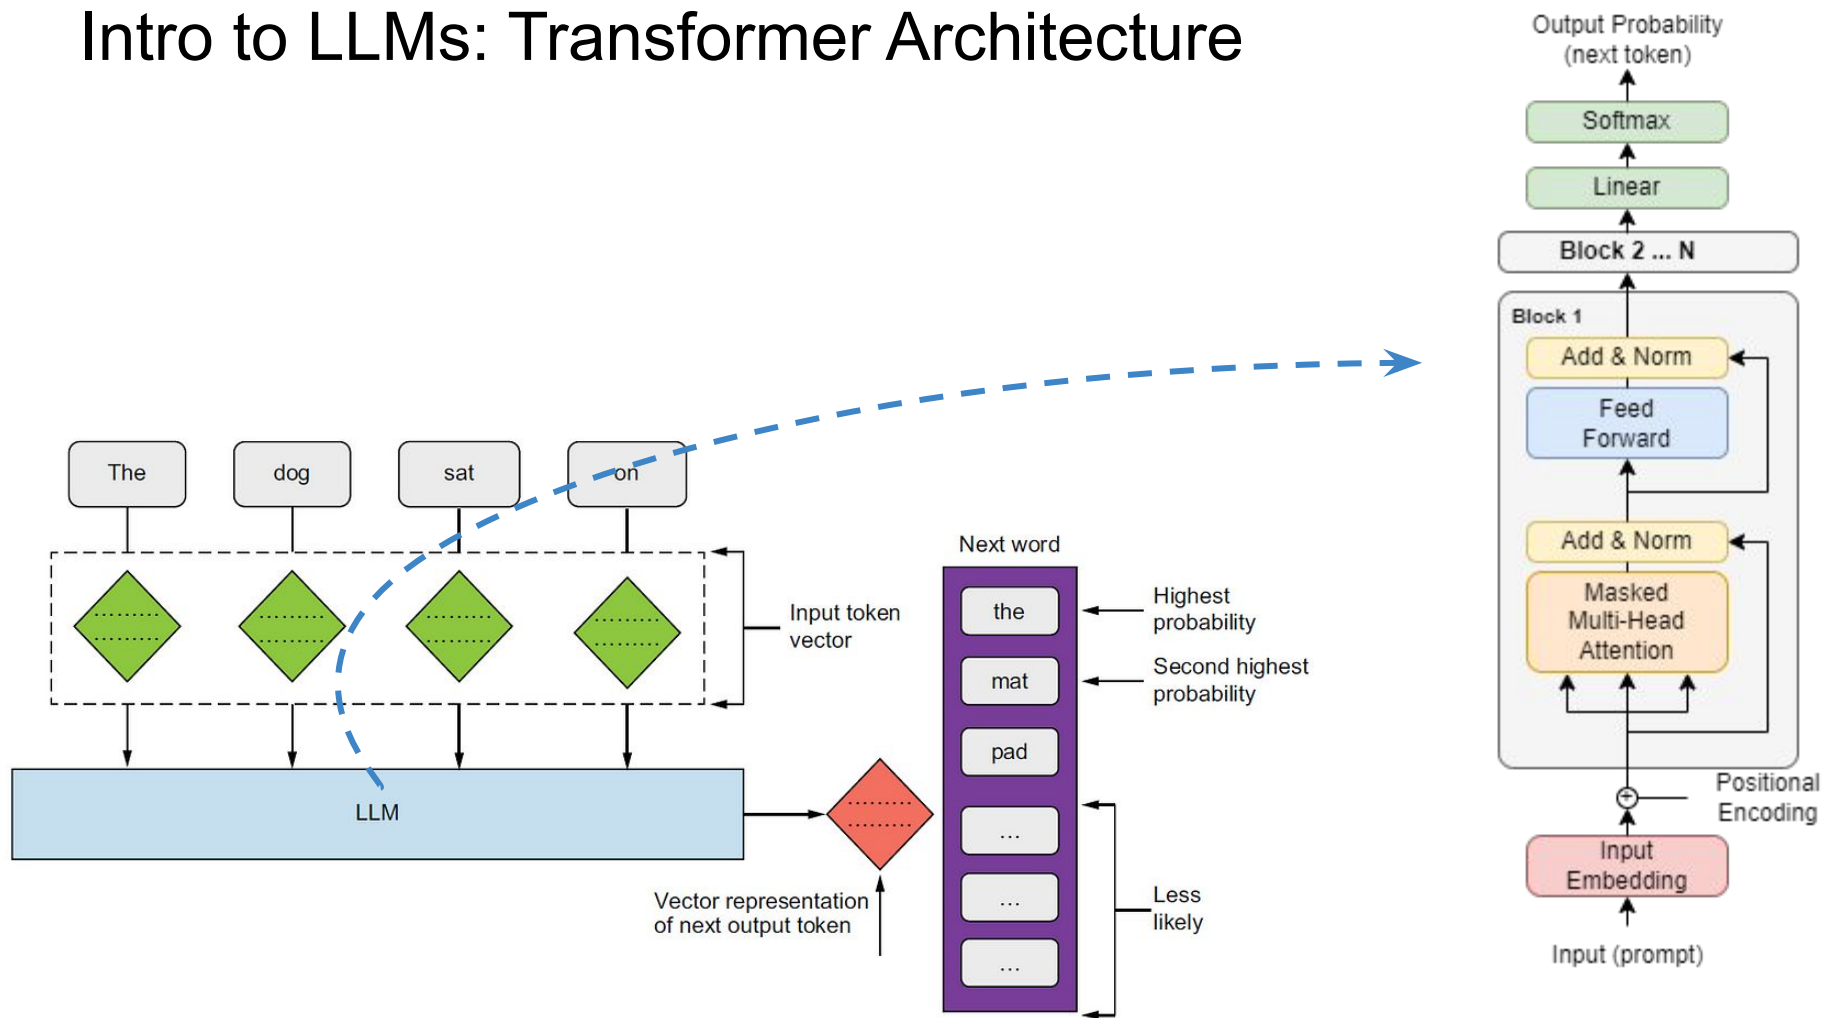 Intro to LLMs: Transformer Architecture
The
dog
sat
on
Input token
vector
LLM
Vector representation
of next output token
Next word
the
mat
pad
...
...
...
Highest
probability
Second highest
probability
Less
likely
Output Probability
(next token)
Softmax
Linear
Block 2 ... N
Block 1
Add & Norm
Feed
Forward
Add & Norm
Masked
Multi-Head
Attention
Positional
Encoding
Input
Embedding
Input (prompt)